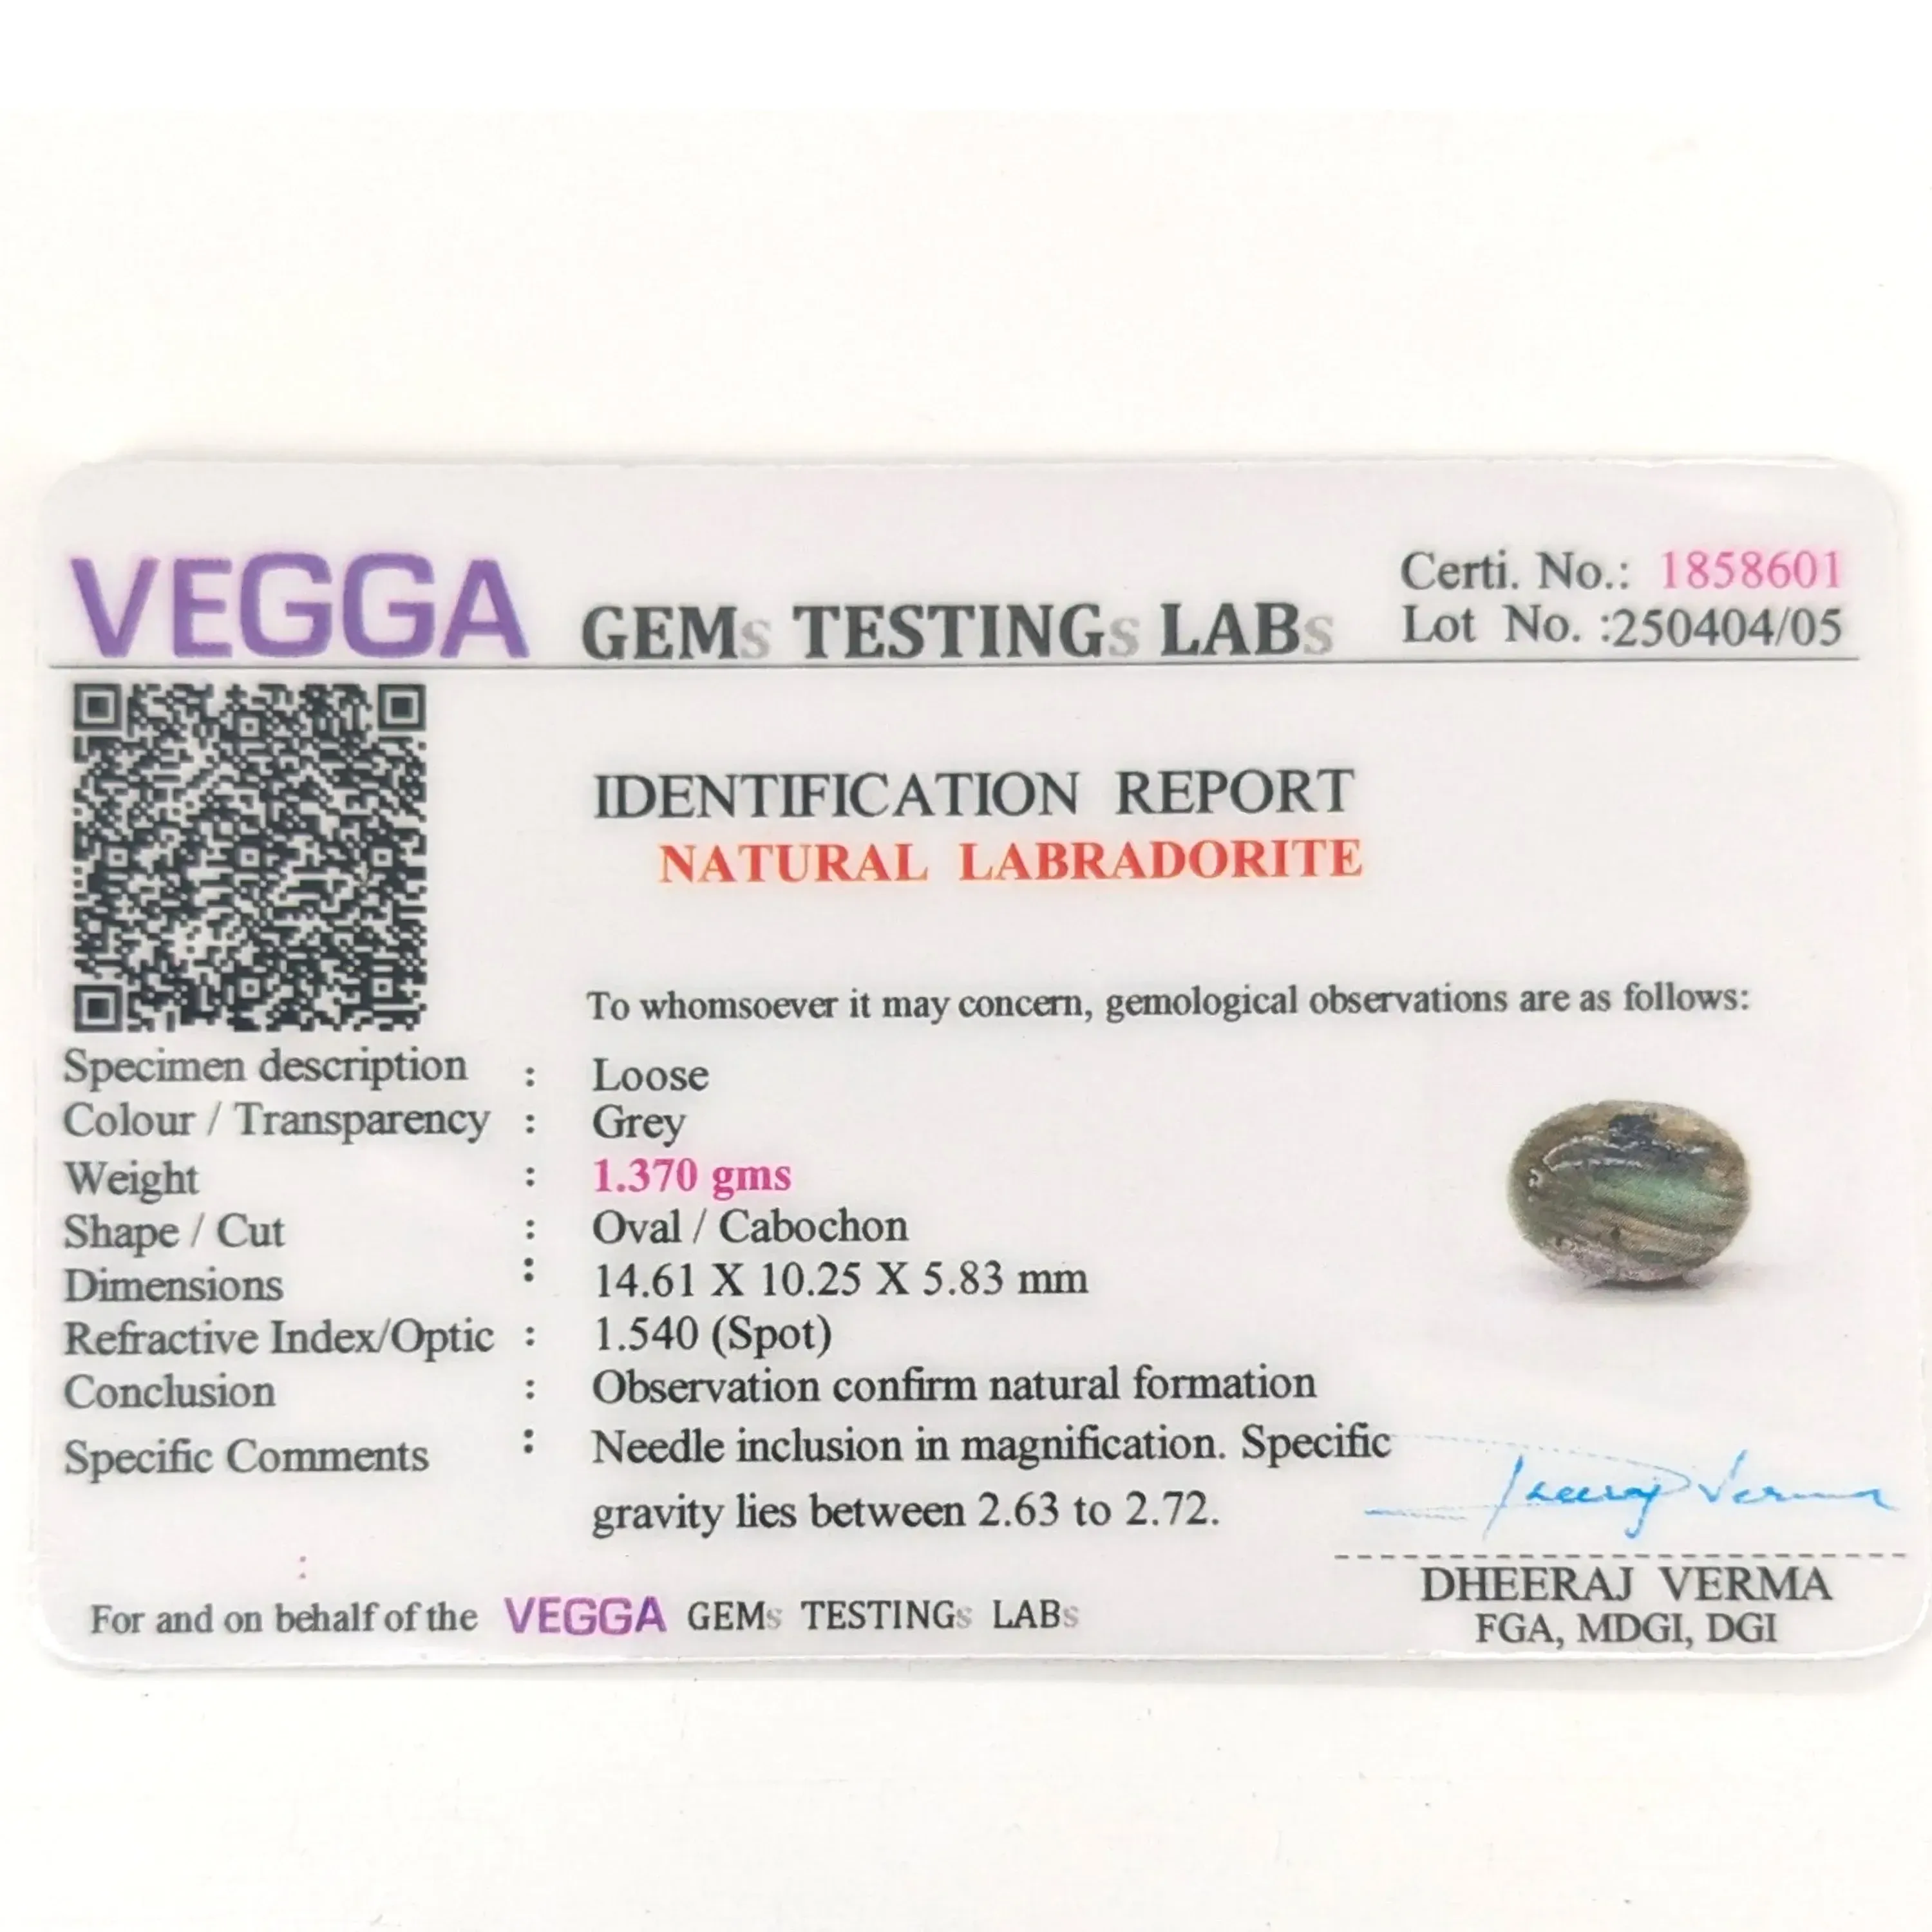 VEGGA GEMs TESTINGs LABs
Certi. No.: 1858601
Lot No. :250404/05
IDENTIFICATION REPORT
NATURAL LABRADORITE
To whomsoever it may concern, gemological observations are as follows:
Specimen description : Loose
Colour / Transparency : Grey
Weight : 1.370 gms
Shape / Cut : Oval / Cabochon
Dimensions : 14.61 X 10.25 X 5.83 mm
Refractive Index/Optic : 1.540 (Spot)
Conclusion : Observation confirm natural formation
Specific Comments : Needle inclusion in magnification. Specific
gravity lies between 2.63 to 2.72.
:
Dheeraj Verma
DHEERAJ VERMA
FGA, MDGI, DGI
For and on behalf of the VEGGA GEMs TESTINGs LABs